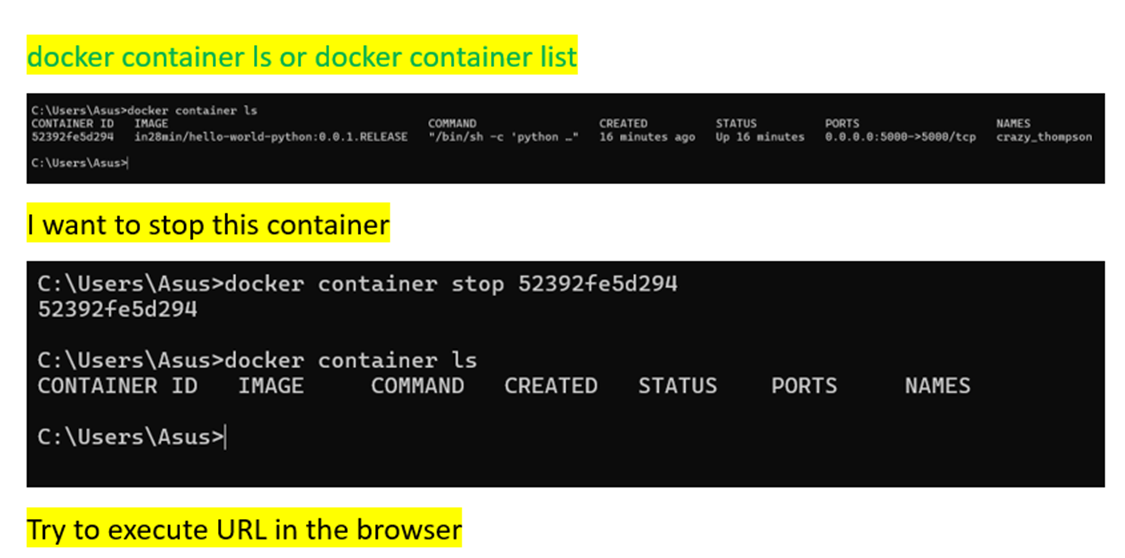 docker container ls or docker container list
C:\Users\Asus>docker container ls
CONTAINER ID IMAGE COMMAND CREATED STATUS PORTS NAMES
52392fe5d294 in28min/hello-world-python:0.0.1.RELEASE "/bin/sh -c 'python …" 16 minutes ago Up 16 minutes 0.0.0.0:5000->5000/tcp crazy_thompson
C:\Users\Asus>
I want to stop this container
C:\Users\Asus>docker container stop 52392fe5d294
52392fe5d294
C:\Users\Asus>docker container ls
CONTAINER ID IMAGE COMMAND CREATED STATUS PORTS NAMES
C:\Users\Asus>
Try to execute URL in the browser